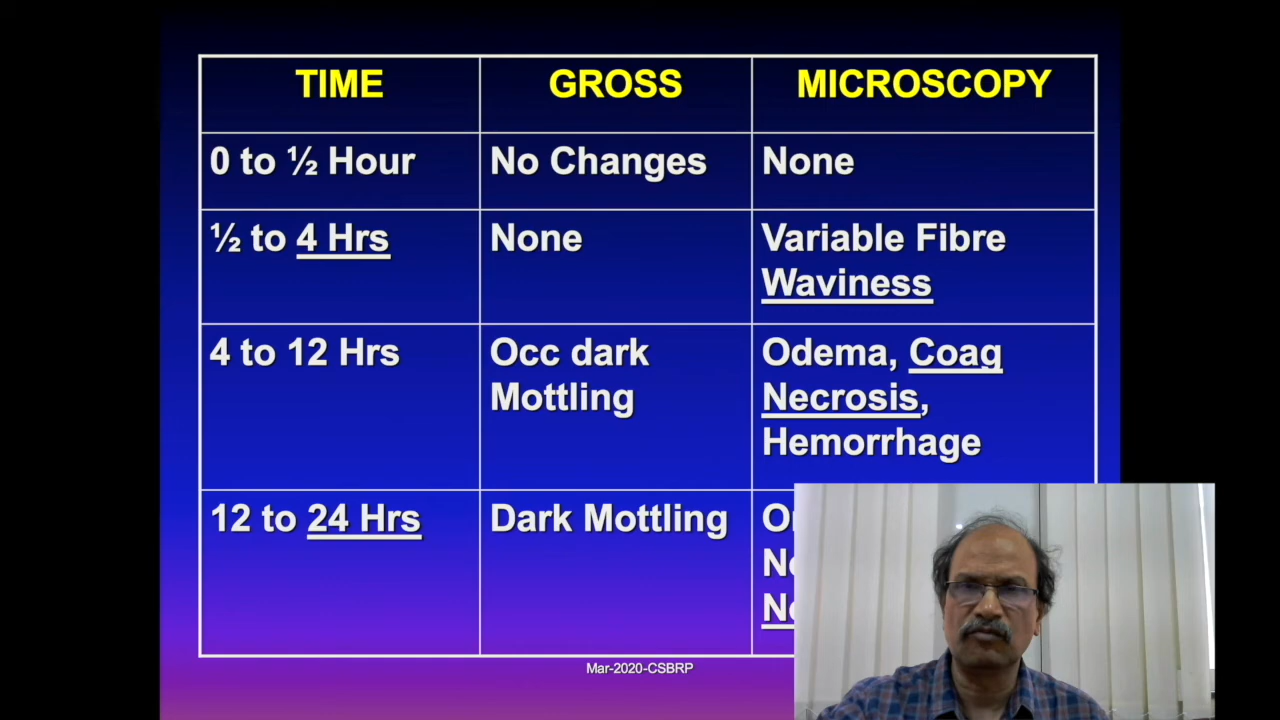 TIME GROSS MICROSCOPY
0 to ½ Hour No Changes None
½ to 4 Hrs None Variable Fibre
Waviness
4 to 12 Hrs Occ dark Odema, Coag
Mottling Necrosis,
Hemorrhage
12 to 24 Hrs Dark Mottling
Mar-2020-CSBRP